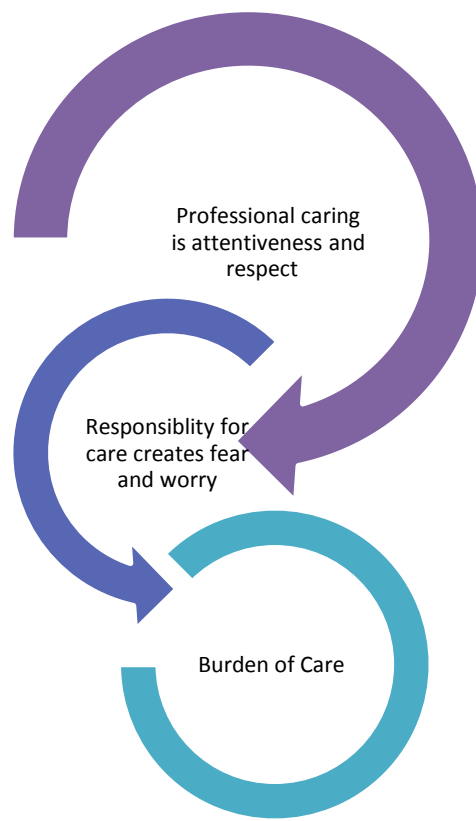 Professional caring
is attentiveness and
respect
Responsiblity for
care creates fear
and worry
Burden of Care